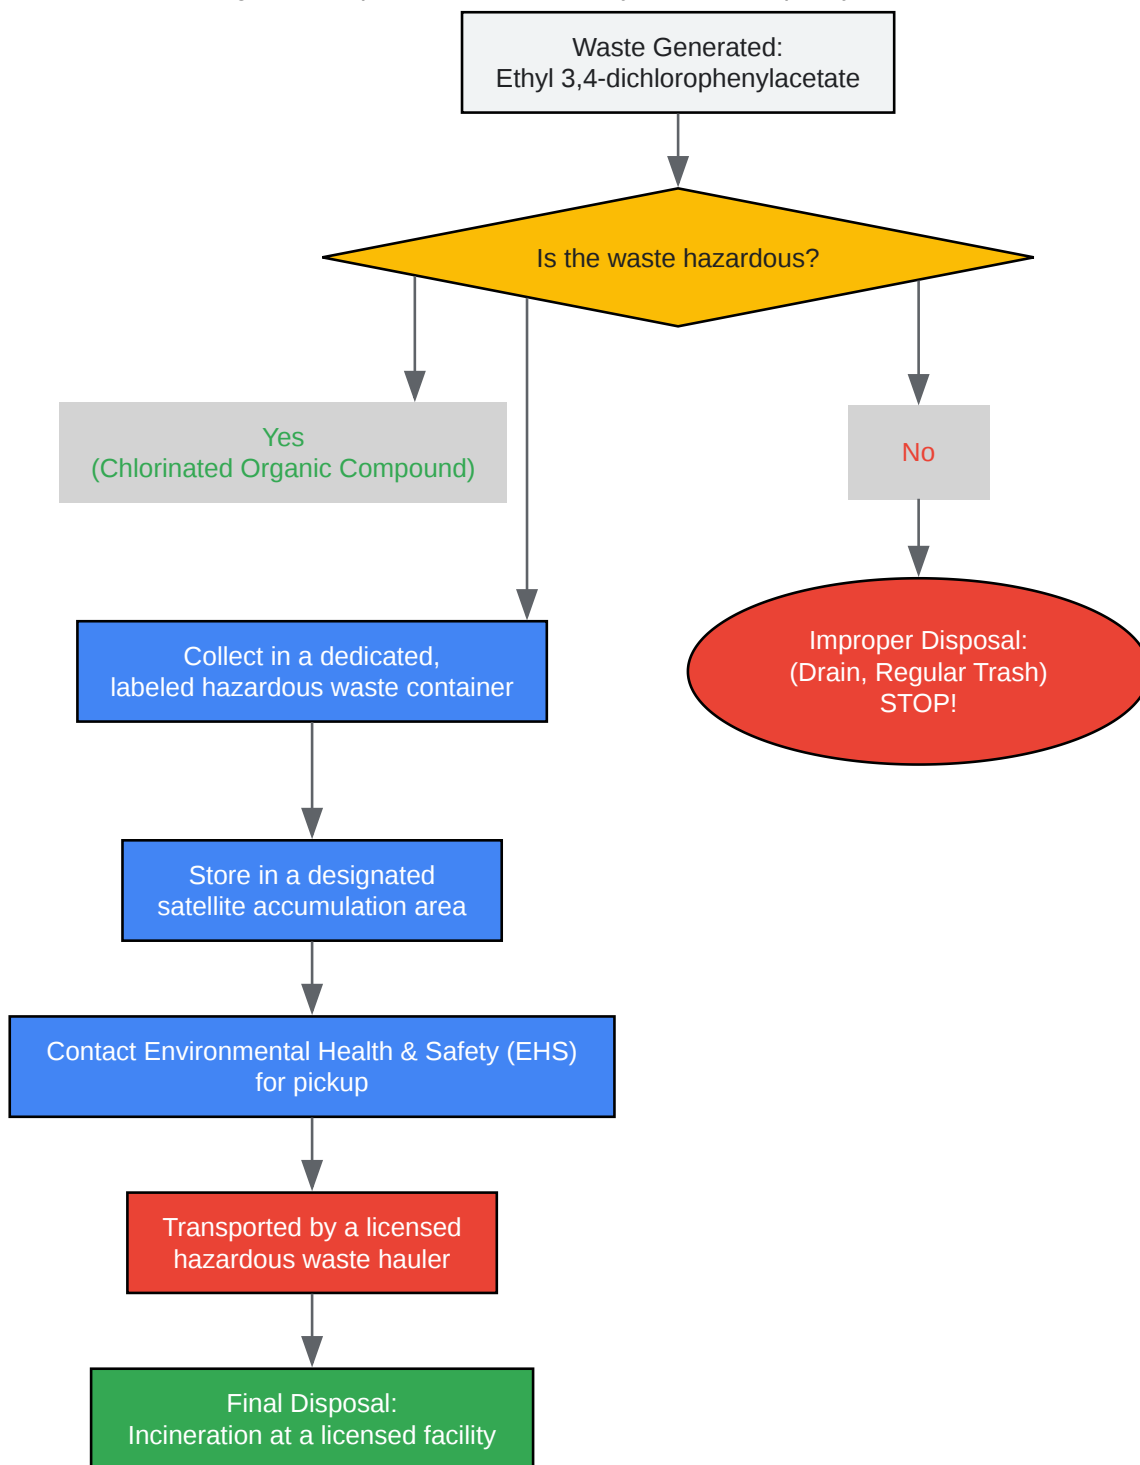 Waste Generated:
Ethyl 3,4-dichlorophenylacetate
Is the waste hazardous?
Yes
(Chlorinated Organic Compound)
No
Collect in a dedicated,
labeled hazardous waste container
Improper Disposal:
(Drain, Regular Trash)
STOP!
Store in a designated
satellite accumulation area
Contact Environmental Health & Safety (EHS)
for pickup
Transported by a licensed
hazardous waste hauler
Final Disposal:
Incineration at a licensed facility